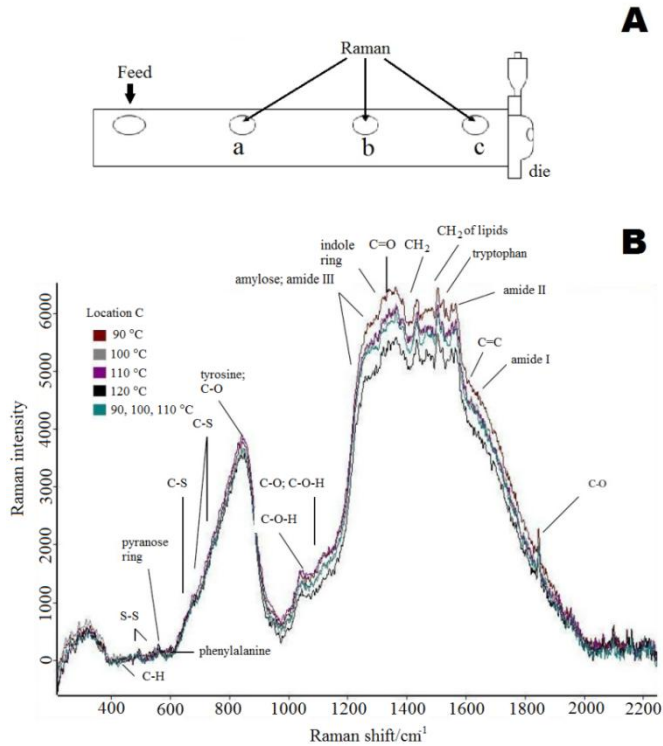 A
Raman
Feed
a
b
c
die
B
CH2 of lipids
indole
ring
C=O
CH2
tryptophan
amylose; amide III
amide II
Location C
90 °C
100 °C
110 °C
120 °C
90, 100, 110 °C
C=C
amide I
tyrosine;
C-O
C-S
C-S
C-O; C-O-H
C-O
C-O-H
pyranose
ring
S-S
phenylalanine
C-H
Raman intensity
6000
5000
4000
3000
2000
1000
0
400
600
800
1000
1200
1400
1600
1800
2000
2200
Raman shift/cm-1